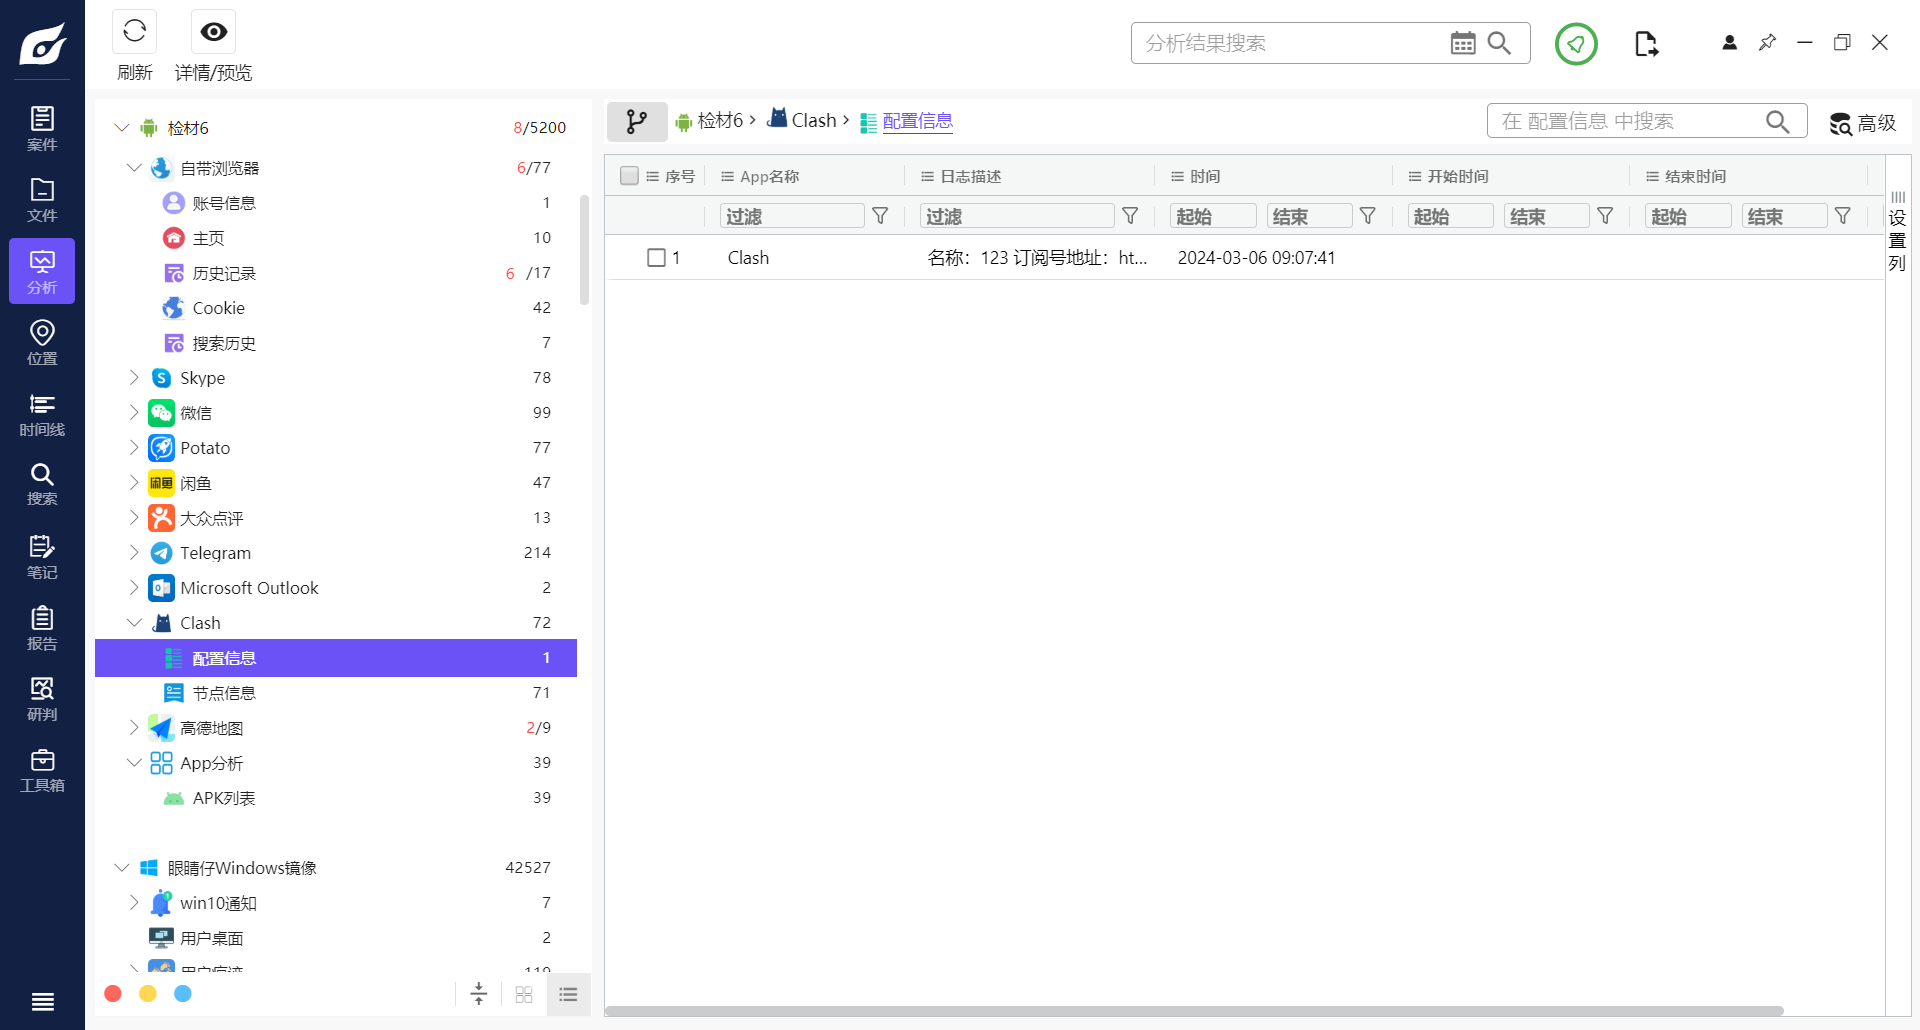 刷新
详情/预览
分析结果搜索
案件
文件
分析
位置
时间线
搜索
笔记
报告
研判
工具箱
检材6 8/5200
自带浏览器 6/77
账号信息 1
主页 10
历史记录 6 /17
Cookie 42
搜索历史 7
Skype 78
微信 99
Potato 77
闲鱼 闲鱼 47
大众点评 13
Telegram 214
Microsoft Outlook 2
Clash 72
配置信息 1
节点信息 71
高德地图 2/9
App分析 39
APK列表 39
眼睛仔Windows镜像 42527
win10通知 7
用户桌面 2
用户痕迹 119
检材6 > Clash > 配置信息
在 配置信息 中搜索
高级
序号 App名称 日志描述 时间 开始时间 结束时间
过滤 过滤 起始 结束 起始 结束 起始 结束
1 Clash 名称：123 订阅号地址：ht... 2024-03-06 09:07:41
设置列